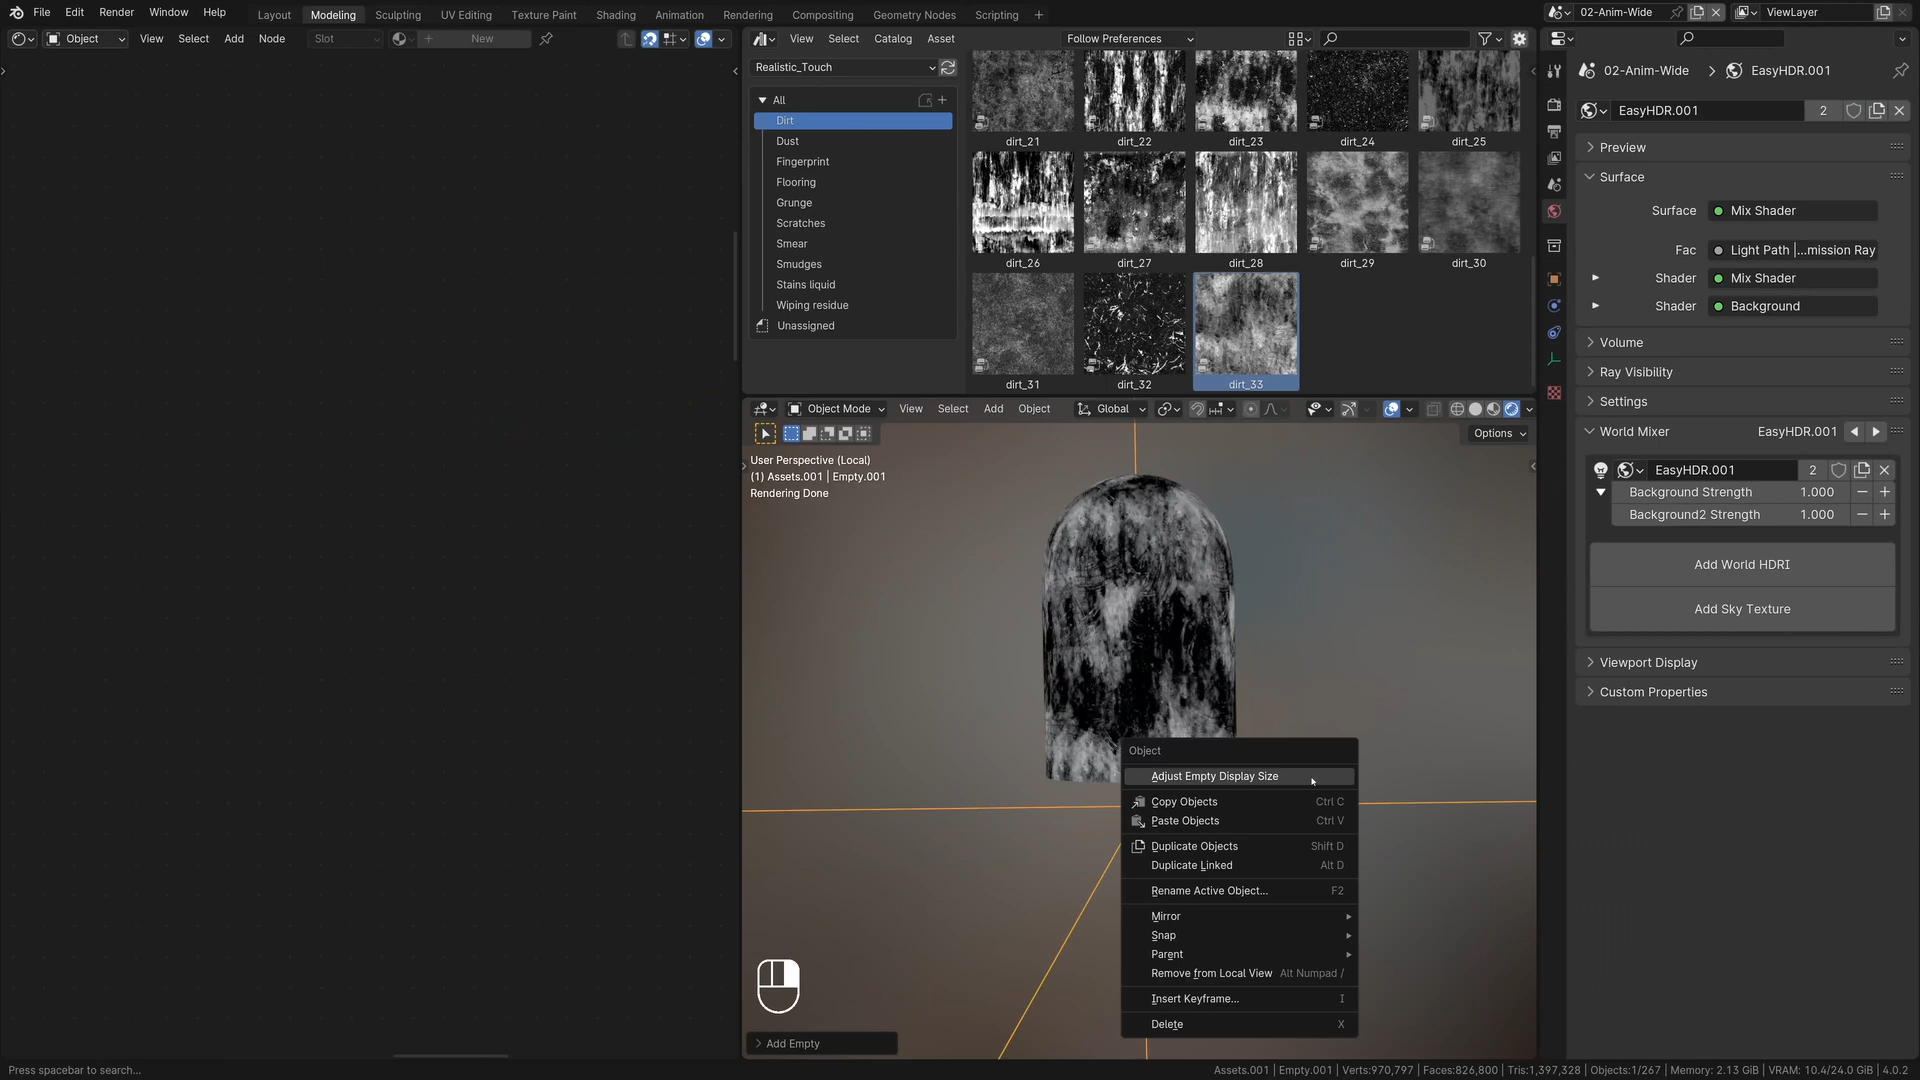 File Edit Render Window Help
Layout Modeling Sculpting UV Editing Texture Paint Shading Animation Rendering Compositing Geometry Nodes Scripting +
02-Anim-Wide
ViewLayer
Object View Select Add Node Slot New
View Select Catalog Asset Follow Preferences
Realistic_Touch
All
Dirt
Dust
Fingerprint
Flooring
Grunge
Scratches
Smear
Smudges
Stains liquid
Wiping residue
Unassigned
dirt_21 dirt_22 dirt_23 dirt_24 dirt_25
dirt_26 dirt_27 dirt_28 dirt_29 dirt_30
dirt_31 dirt_32 dirt_33
Object Mode View Select Add Object Global
Options
User Perspective (Local)
(1) Assets.001 | Empty.001
Rendering Done
Object
Adjust Empty Display Size
Copy Objects Ctrl C
Paste Objects Ctrl V
Duplicate Objects Shift D
Duplicate Linked Alt D
Rename Active Object... F2
Mirror
Snap
Parent
Remove from Local View Alt Numpad /
Insert Keyframe... I
Delete X
Add Empty
02-Anim-Wide > EasyHDR.001
EasyHDR.001 2
Preview
Surface
Surface Mix Shader
Fac Light Path |...mission Ray
Shader Mix Shader
Shader Background
Volume
Ray Visibility
Settings
World Mixer EasyHDR.001
EasyHDR.001 2
Background Strength 1.000
Background2 Strength 1.000
Add World HDRI
Add Sky Texture
Viewport Display
Custom Properties
Press spacebar to search...
Assets.001 | Empty.001 | Verts:970,797 | Faces:826,800 | Tris:1,397,328 | Objects:1/267 | Memory: 2.13 GiB | VRAM: 10.4/24.0 GiB | 4.0.2